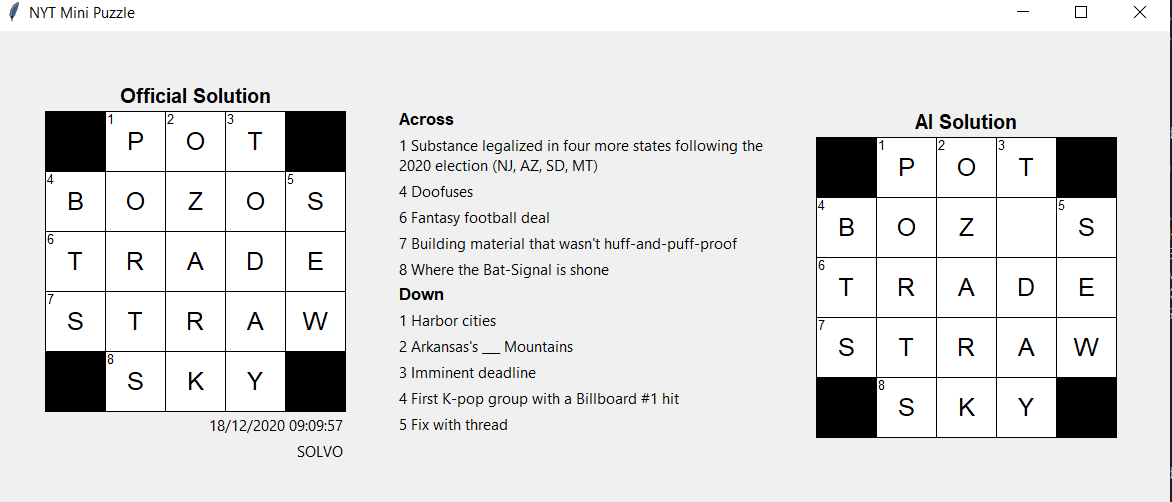 NYT Mini Puzzle
Official Solution
1 P 2 O 3 T
4 B O Z O 5 S
6 T R A D E
7 S T R A W
8 S K Y
18/12/2020 09:09:57
SOLVO
Across
1 Substance legalized in four more states following the
2020 election (NJ, AZ, SD, MT)
4 Doofuses
6 Fantasy football deal
7 Building material that wasn't huff-and-puff-proof
8 Where the Bat-Signal is shone
Down
1 Harbor cities
2 Arkansas's ___ Mountains
3 Imminent deadline
4 First K-pop group with a Billboard #1 hit
5 Fix with thread
AI Solution
1 P 2 O 3 T
4 B O Z 5 S
6 T R A D E
7 S T R A W
8 S K Y